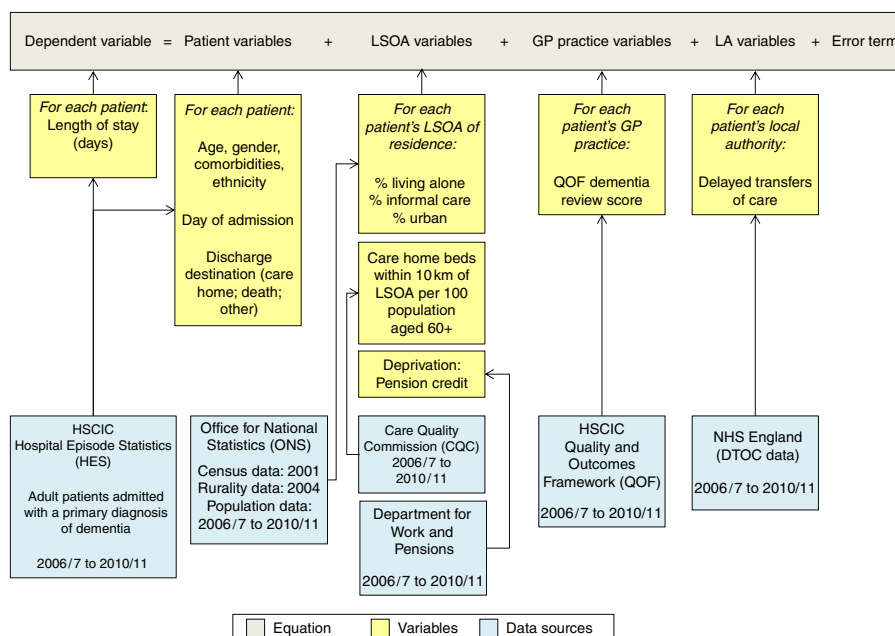 Dependent variable = Patient variables + LSOA variables + GP practice variables + LA variables + Error term
For each patient:
Length of stay
(days)
For each patient:
Age, gender,
comorbidities,
ethnicity
Day of admission
Discharge
destination (care
home; death;
other)
For each
patient's LSOA of
residence:
% living alone
% informal care
% urban
Care home beds
within 10 km of
LSOA per 100
population
aged 60+
Deprivation:
Pension credit
For each
patient's GP
practice:
QOF dementia
review score
For each
patient's local
authority:
Delayed transfers
of care
HSCIC
Hospital Episode Statistics
(HES)
Adult patients admitted
with a primary diagnosis
of dementia
2006/7 to 2010/11
Office for National
Statistics (ONS)
Census data: 2001
Rurality data: 2004
Population data:
2006/7 to 2010/11
Care Quality
Commission (CQC)
2006/7 to
2010/11
Department for
Work and
Pensions
2006/7 to 2010/11
HSCIC
Quality and
Outcomes
Framework (QOF)
2006/7 to 2010/11
NHS England
(DTOC data)
2006/7 to 2010/11
Equation
Variables
Data sources